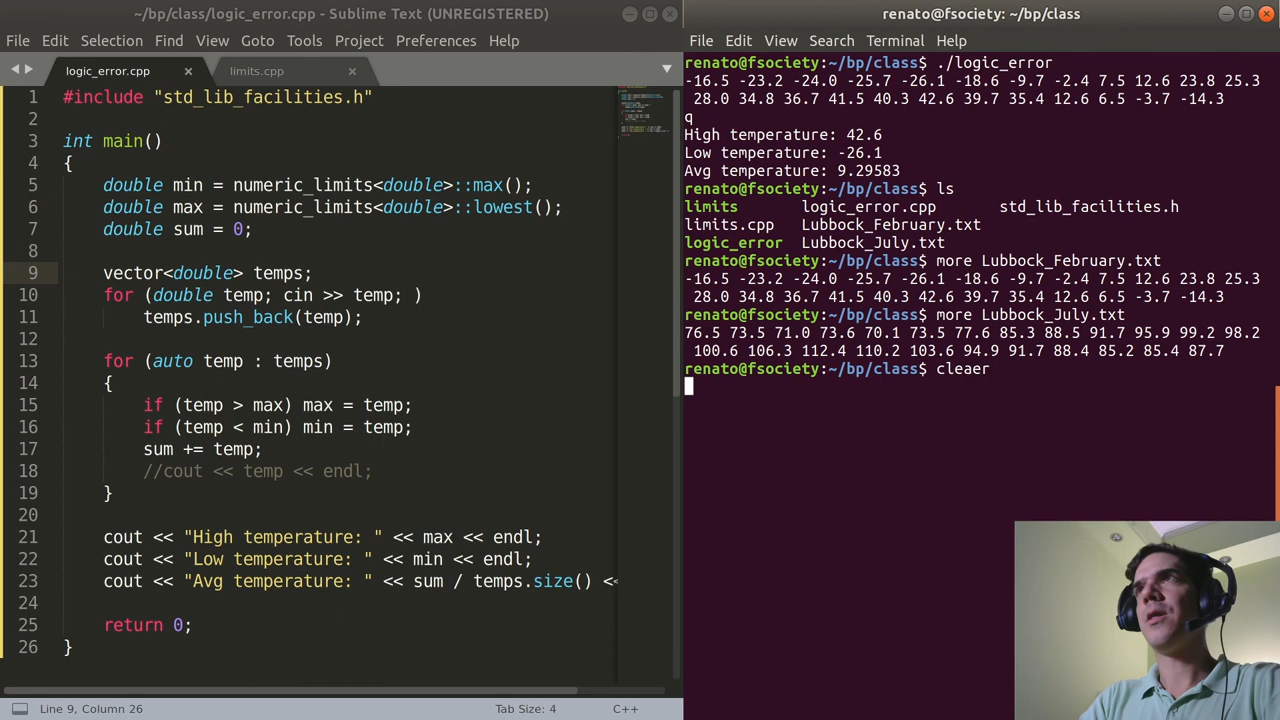 ~/bp/class/logic_error.cpp - Sublime Text (UNREGISTERED)
File Edit Selection Find View Goto Tools Project Preferences Help
logic_error.cpp × limits.cpp ×
1 #include "std_lib_facilities.h"
2
3 int main()
4 {
5 double min = numeric_limits<double>::max();
6 double max = numeric_limits<double>::lowest();
7 double sum = 0;
8
9 vector<double> temps;
10 for (double temp; cin >> temp; )
11 temps.push_back(temp);
12
13 for (auto temp : temps)
14 {
15 if (temp > max) max = temp;
16 if (temp < min) min = temp;
17 sum += temp;
18 //cout << temp << endl;
19 }
20
21 cout << "High temperature: " << max << endl;
22 cout << "Low temperature: " << min << endl;
23 cout << "Avg temperature: " << sum / temps.size() <<
24
25 return 0;
26 }
Line 9, Column 26 Tab Size: 4 C++
renato@fsociety: ~/bp/class
File Edit View Search Terminal Help
renato@fsociety:~/bp/class$ ./logic_error
-16.5 -23.2 -24.0 -25.7 -26.1 -18.6 -9.7 -2.4 7.5 12.6 23.8 25.3
28.0 34.8 36.7 41.5 40.3 42.6 39.7 35.4 12.6 6.5 -3.7 -14.3
q
High temperature: 42.6
Low temperature: -26.1
Avg temperature: 9.29583
renato@fsociety:~/bp/class$ ls
limits logic_error.cpp std_lib_facilities.h
limits.cpp Lubbock_February.txt
logic_error Lubbock_July.txt
renato@fsociety:~/bp/class$ more Lubbock_February.txt
-16.5 -23.2 -24.0 -25.7 -26.1 -18.6 -9.7 -2.4 7.5 12.6 23.8 25.3
28.0 34.8 36.7 41.5 40.3 42.6 39.7 35.4 12.6 6.5 -3.7 -14.3
renato@fsociety:~/bp/class$ more Lubbock_July.txt
76.5 73.5 71.0 73.6 70.1 73.5 77.6 85.3 88.5 91.7 95.9 99.2 98.2
100.6 106.3 112.4 110.2 103.6 94.9 91.7 88.4 85.2 85.4 87.7
renato@fsociety:~/bp/class$ cleaer